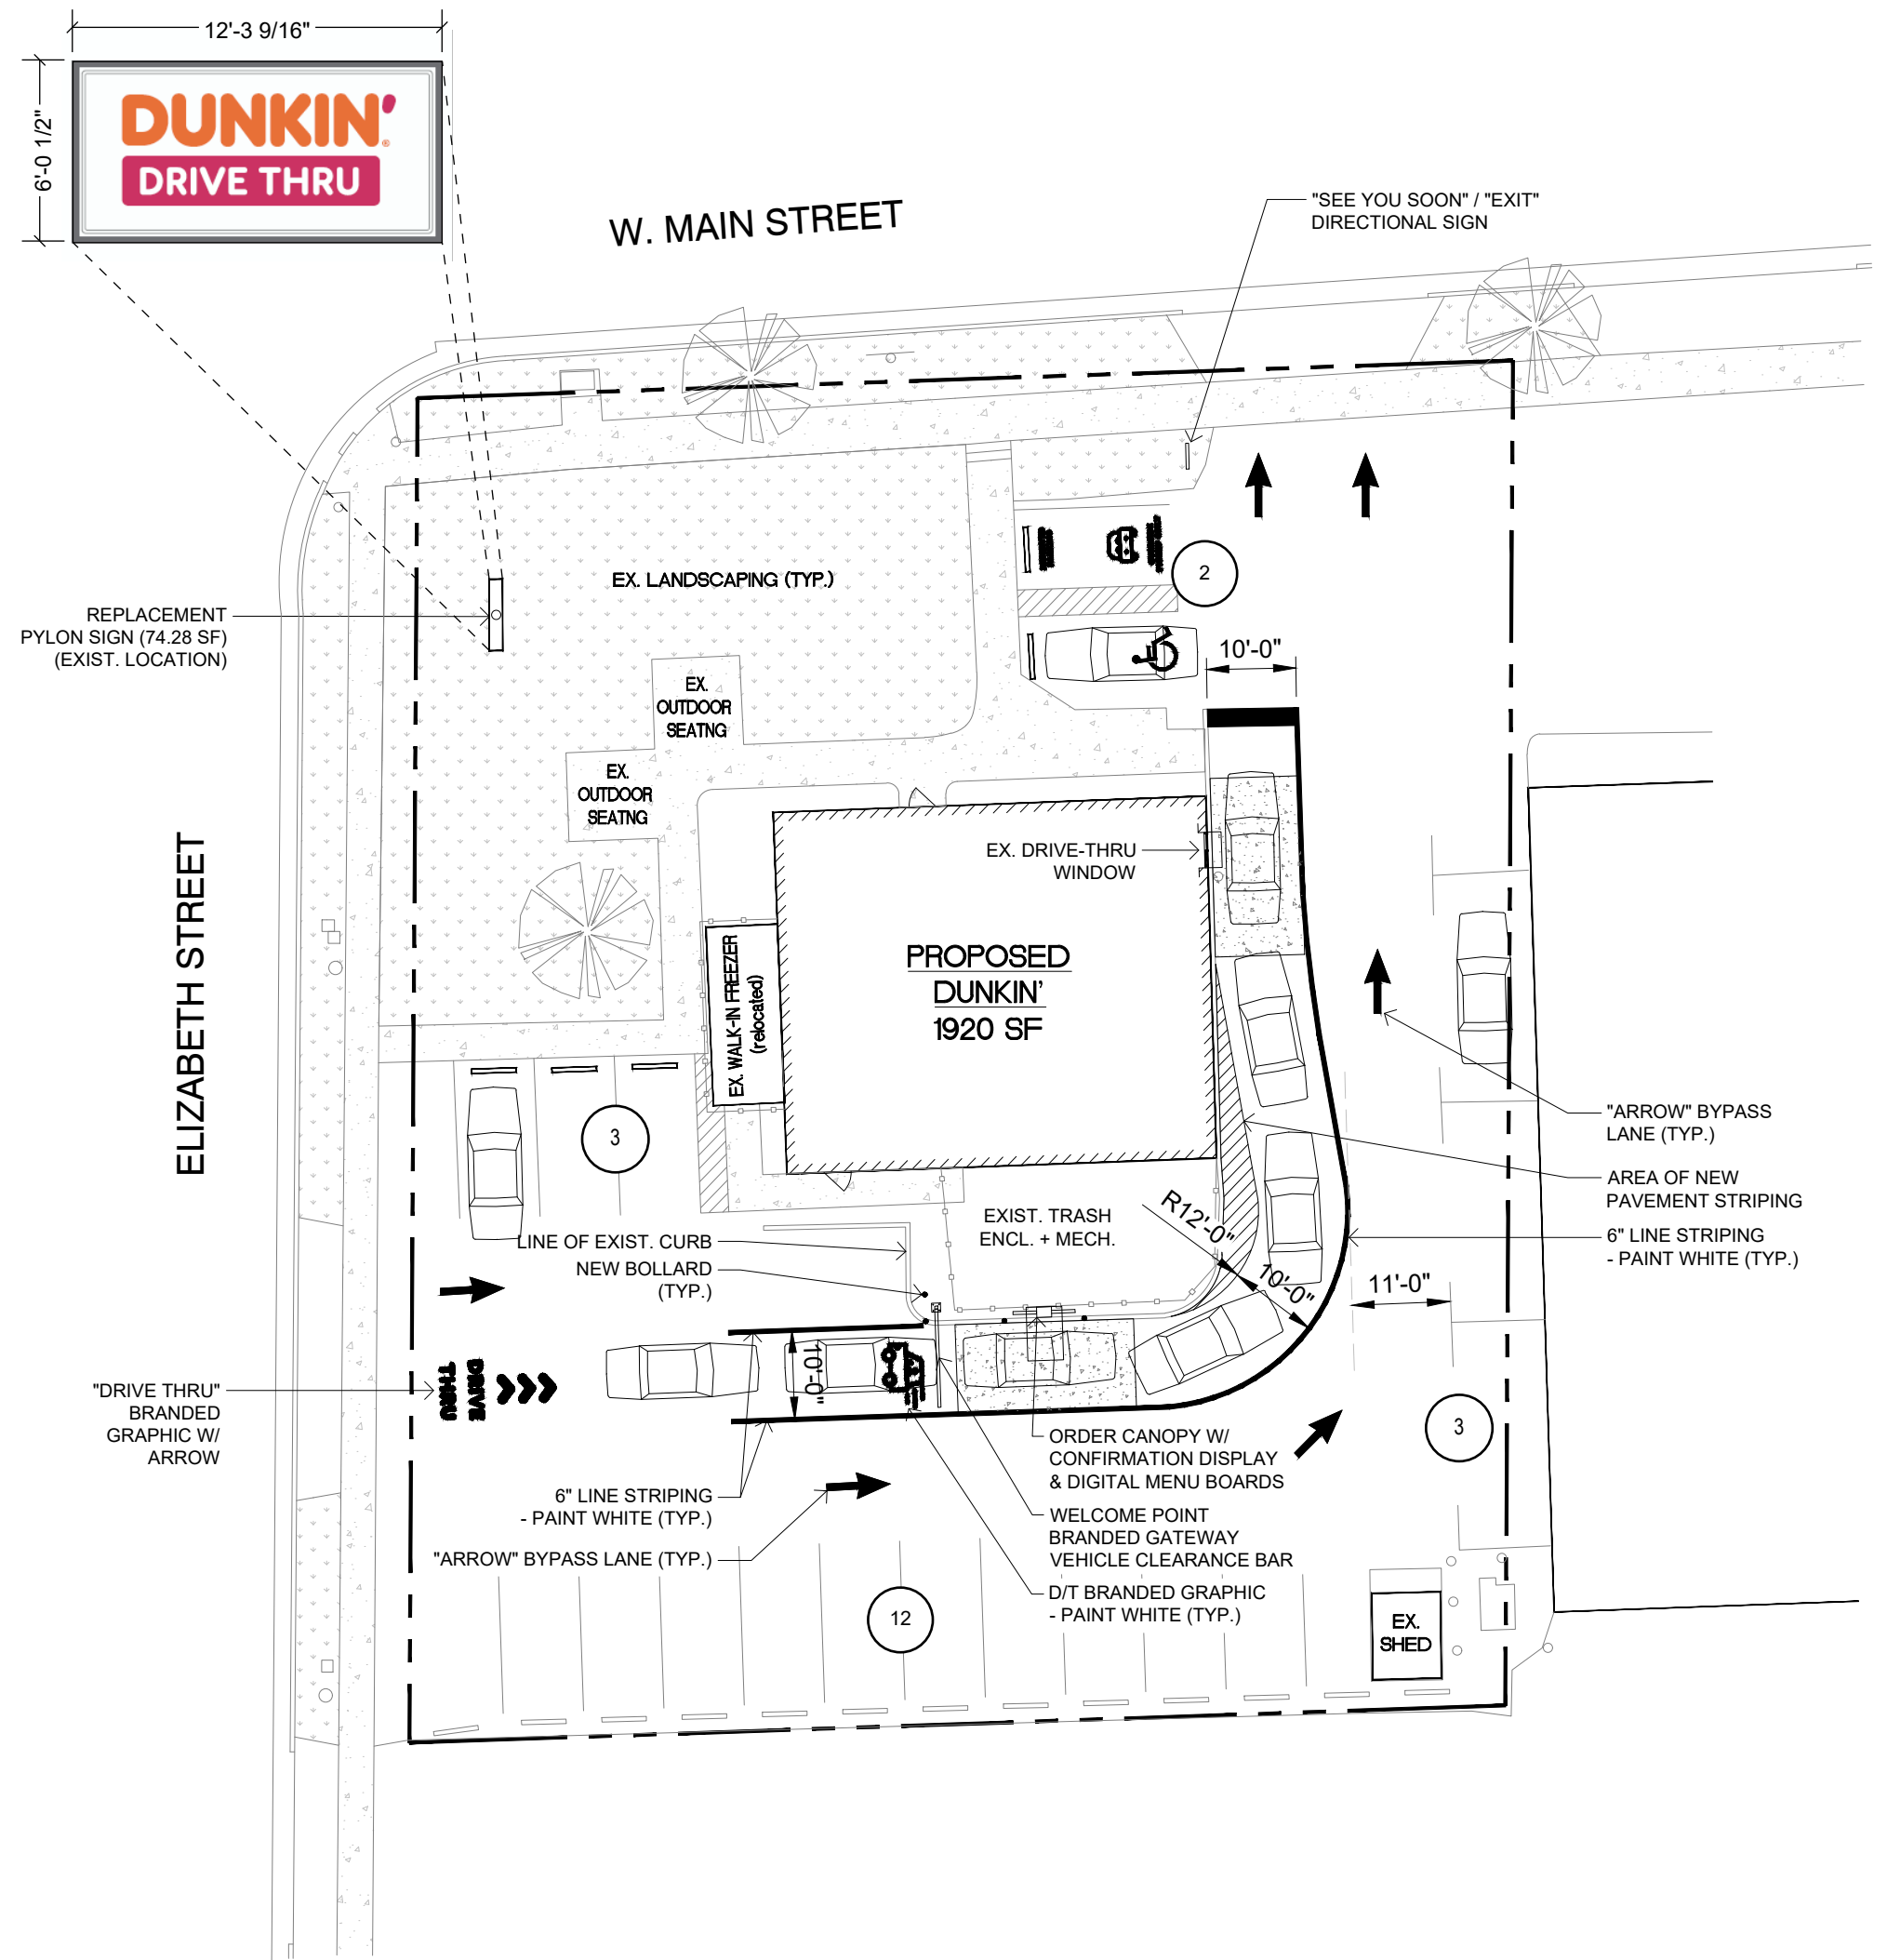 12'-3 9/16"
6'-0 1/2"
DUNKIN'
®
DRIVE THRU
W. MAIN STREET
"SEE YOU SOON" / "EXIT"
DIRECTIONAL SIGN
EX. LANDSCAPING (TYP.)
2
REPLACEMENT
PYLON SIGN (74.28 SF)
(EXIST. LOCATION)
10'-0"
EX.
OUTDOOR
SEATNG
EX.
OUTDOOR
SEATNG
ELIZABETH STREET
EX. DRIVE-THRU
WINDOW
EX. WALK-IN FREEZER
(relocated)
PROPOSED
DUNKIN'
1920 SF
3
"ARROW" BYPASS
LANE (TYP.)
AREA OF NEW
PAVEMENT STRIPING
6" LINE STRIPING
- PAINT WHITE (TYP.)
EXIST. TRASH
ENCL. + MECH.
R12'-0"
10'-0"
11'-0"
LINE OF EXIST. CURB
NEW BOLLARD
(TYP.)
10'-0"
DRIVE
THRU
"DRIVE THRU"
BRANDED
GRAPHIC W/
ARROW
3
ORDER CANOPY W/
CONFIRMATION DISPLAY
& DIGITAL MENU BOARDS
6" LINE STRIPING
- PAINT WHITE (TYP.)
WELCOME POINT
BRANDED GATEWAY
VEHICLE CLEARANCE BAR
"ARROW" BYPASS LANE (TYP.)
D/T BRANDED GRAPHIC
- PAINT WHITE (TYP.)
12
EX.
SHED